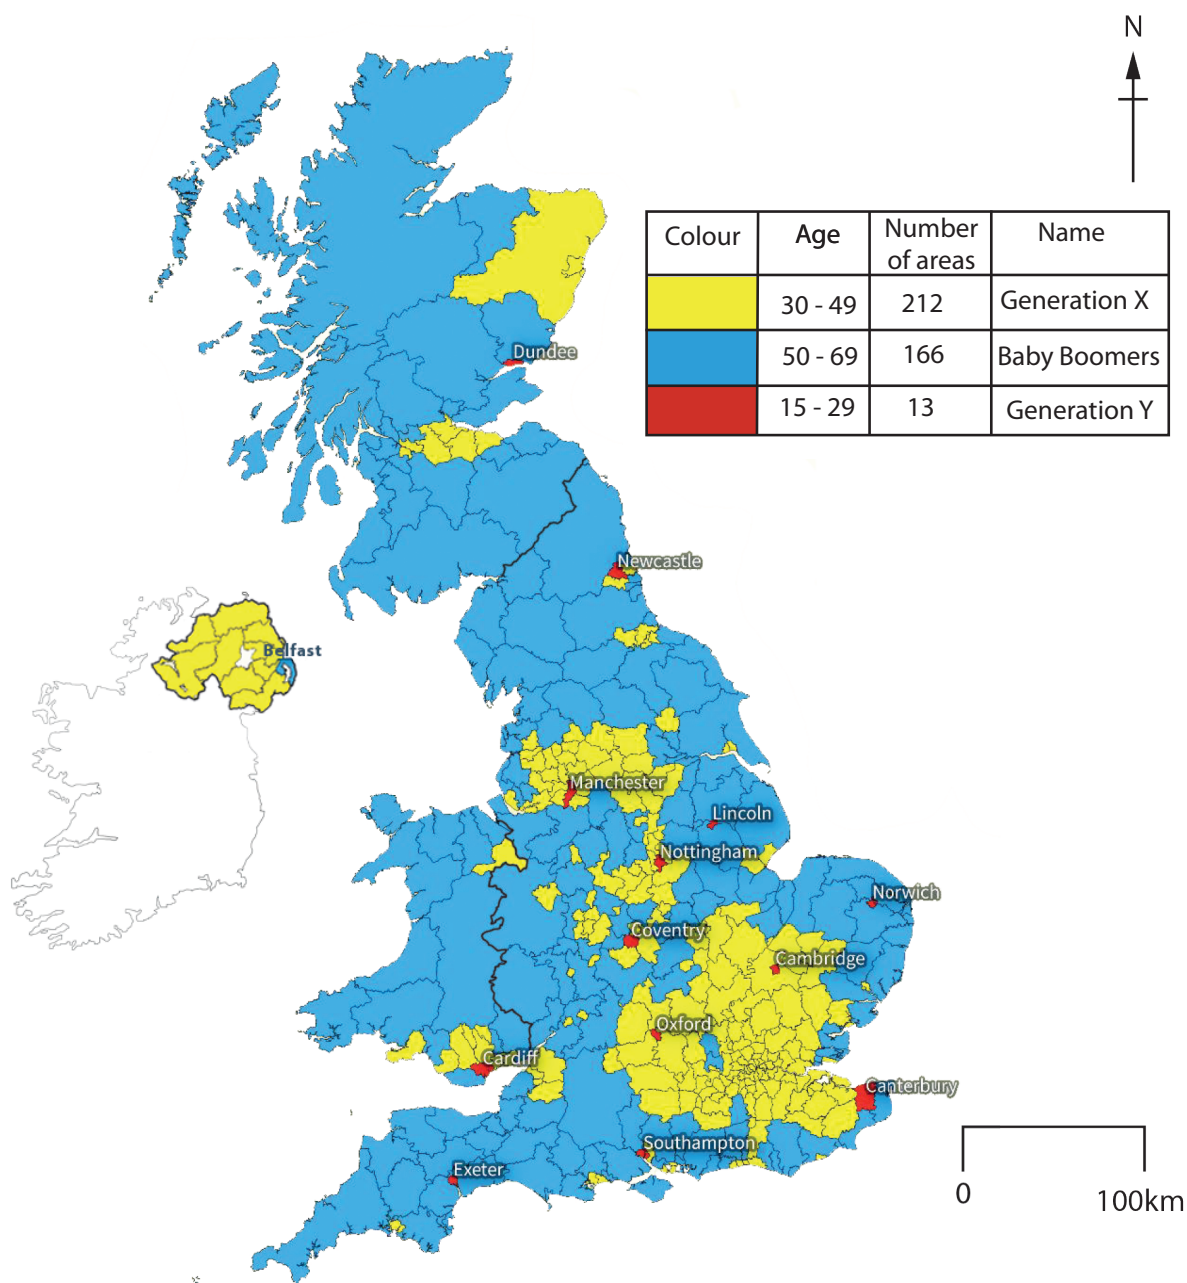 N
Colour Age Number of areas Name
30 - 49 212 Generation X
50 - 69 166 Baby Boomers
15 - 29 13 Generation Y
Dundee
Newcastle
Belfast
Manchester
Lincoln
Nottingham
Norwich
Coventry
Cambridge
Oxford
Cardiff
Canterbury
Southampton
Exeter
0 100km